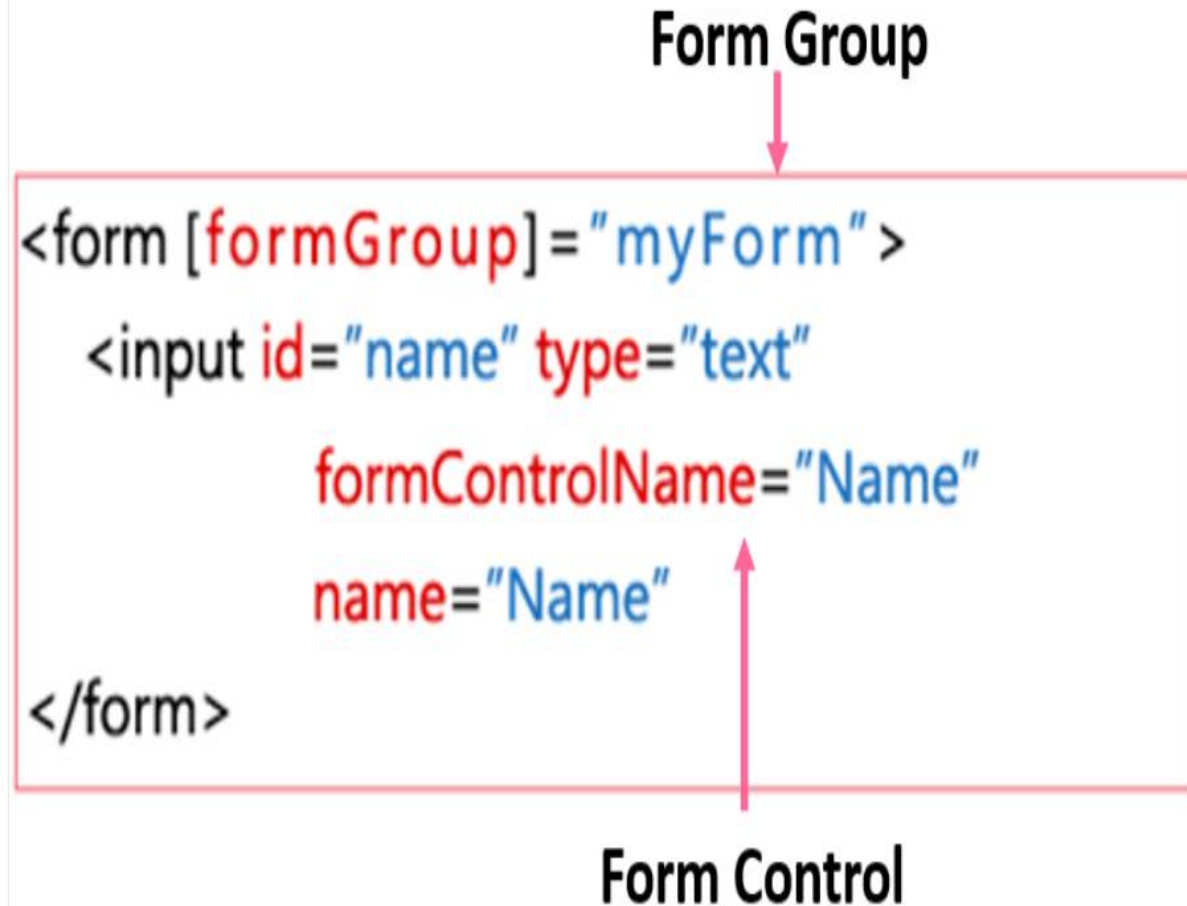 Form Group
<form [formGroup]="myForm">
<input id="name" type="text"
formControlName="Name"
name="Name"
</form>
Form Control